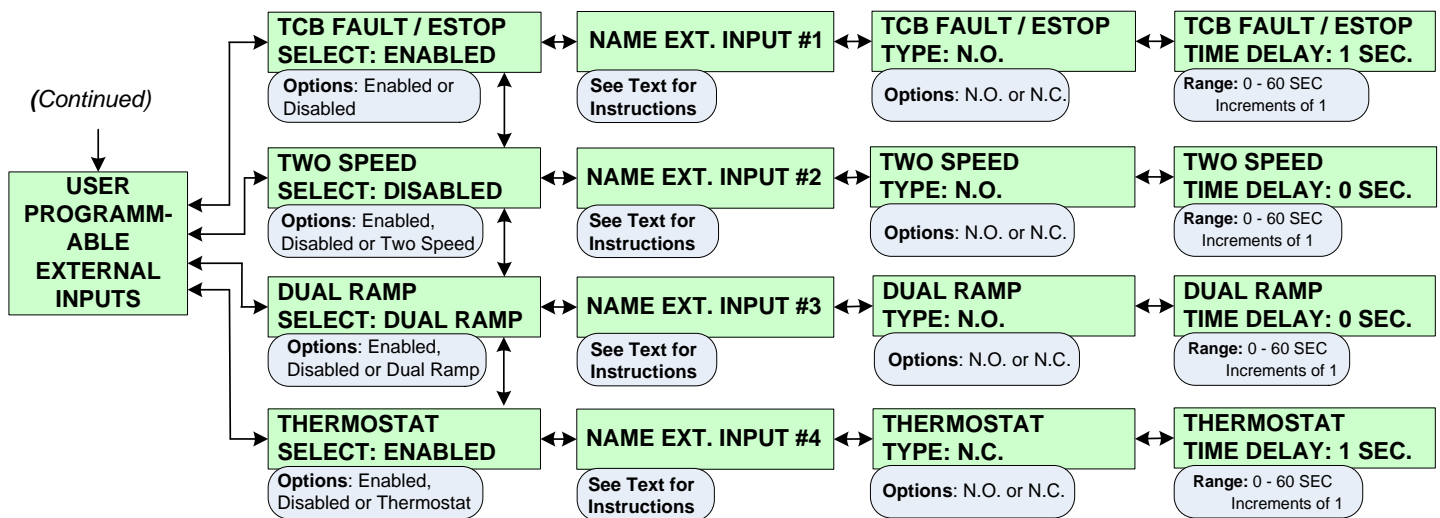 (Continued)
USER
PROGRAMM-
ABLE
EXTERNAL
INPUTS
TCB FAULT / ESTOP
SELECT: ENABLED
Options: Enabled or
Disabled
NAME EXT. INPUT #1
See Text for
Instructions
TCB FAULT / ESTOP
TYPE: N.O.
Options: N.O. or N.C.
TCB FAULT / ESTOP
TIME DELAY: 1 SEC.
Range: 0 - 60 SEC
Increments of 1
TWO SPEED
SELECT: DISABLED
Options: Enabled,
Disabled or Two Speed
NAME EXT. INPUT #2
See Text for
Instructions
TWO SPEED
TYPE: N.O.
Options: N.O. or N.C.
TWO SPEED
TIME DELAY: 0 SEC.
Range: 0 - 60 SEC
Increments of 1
DUAL RAMP
SELECT: DUAL RAMP
Options: Enabled,
Disabled or Dual Ramp
NAME EXT. INPUT #3
See Text for
Instructions
DUAL RAMP
TYPE: N.O.
Options: N.O. or N.C.
DUAL RAMP
TIME DELAY: 0 SEC.
Range: 0 - 60 SEC
Increments of 1
THERMOSTAT
SELECT: ENABLED
Options: Enabled,
Disabled or Thermostat
NAME EXT. INPUT #4
See Text for
Instructions
THERMOSTAT
TYPE: N.C.
Options: N.O. or N.C.
THERMOSTAT
TIME DELAY: 1 SEC.
Range: 0 - 60 SEC
Increments of 1